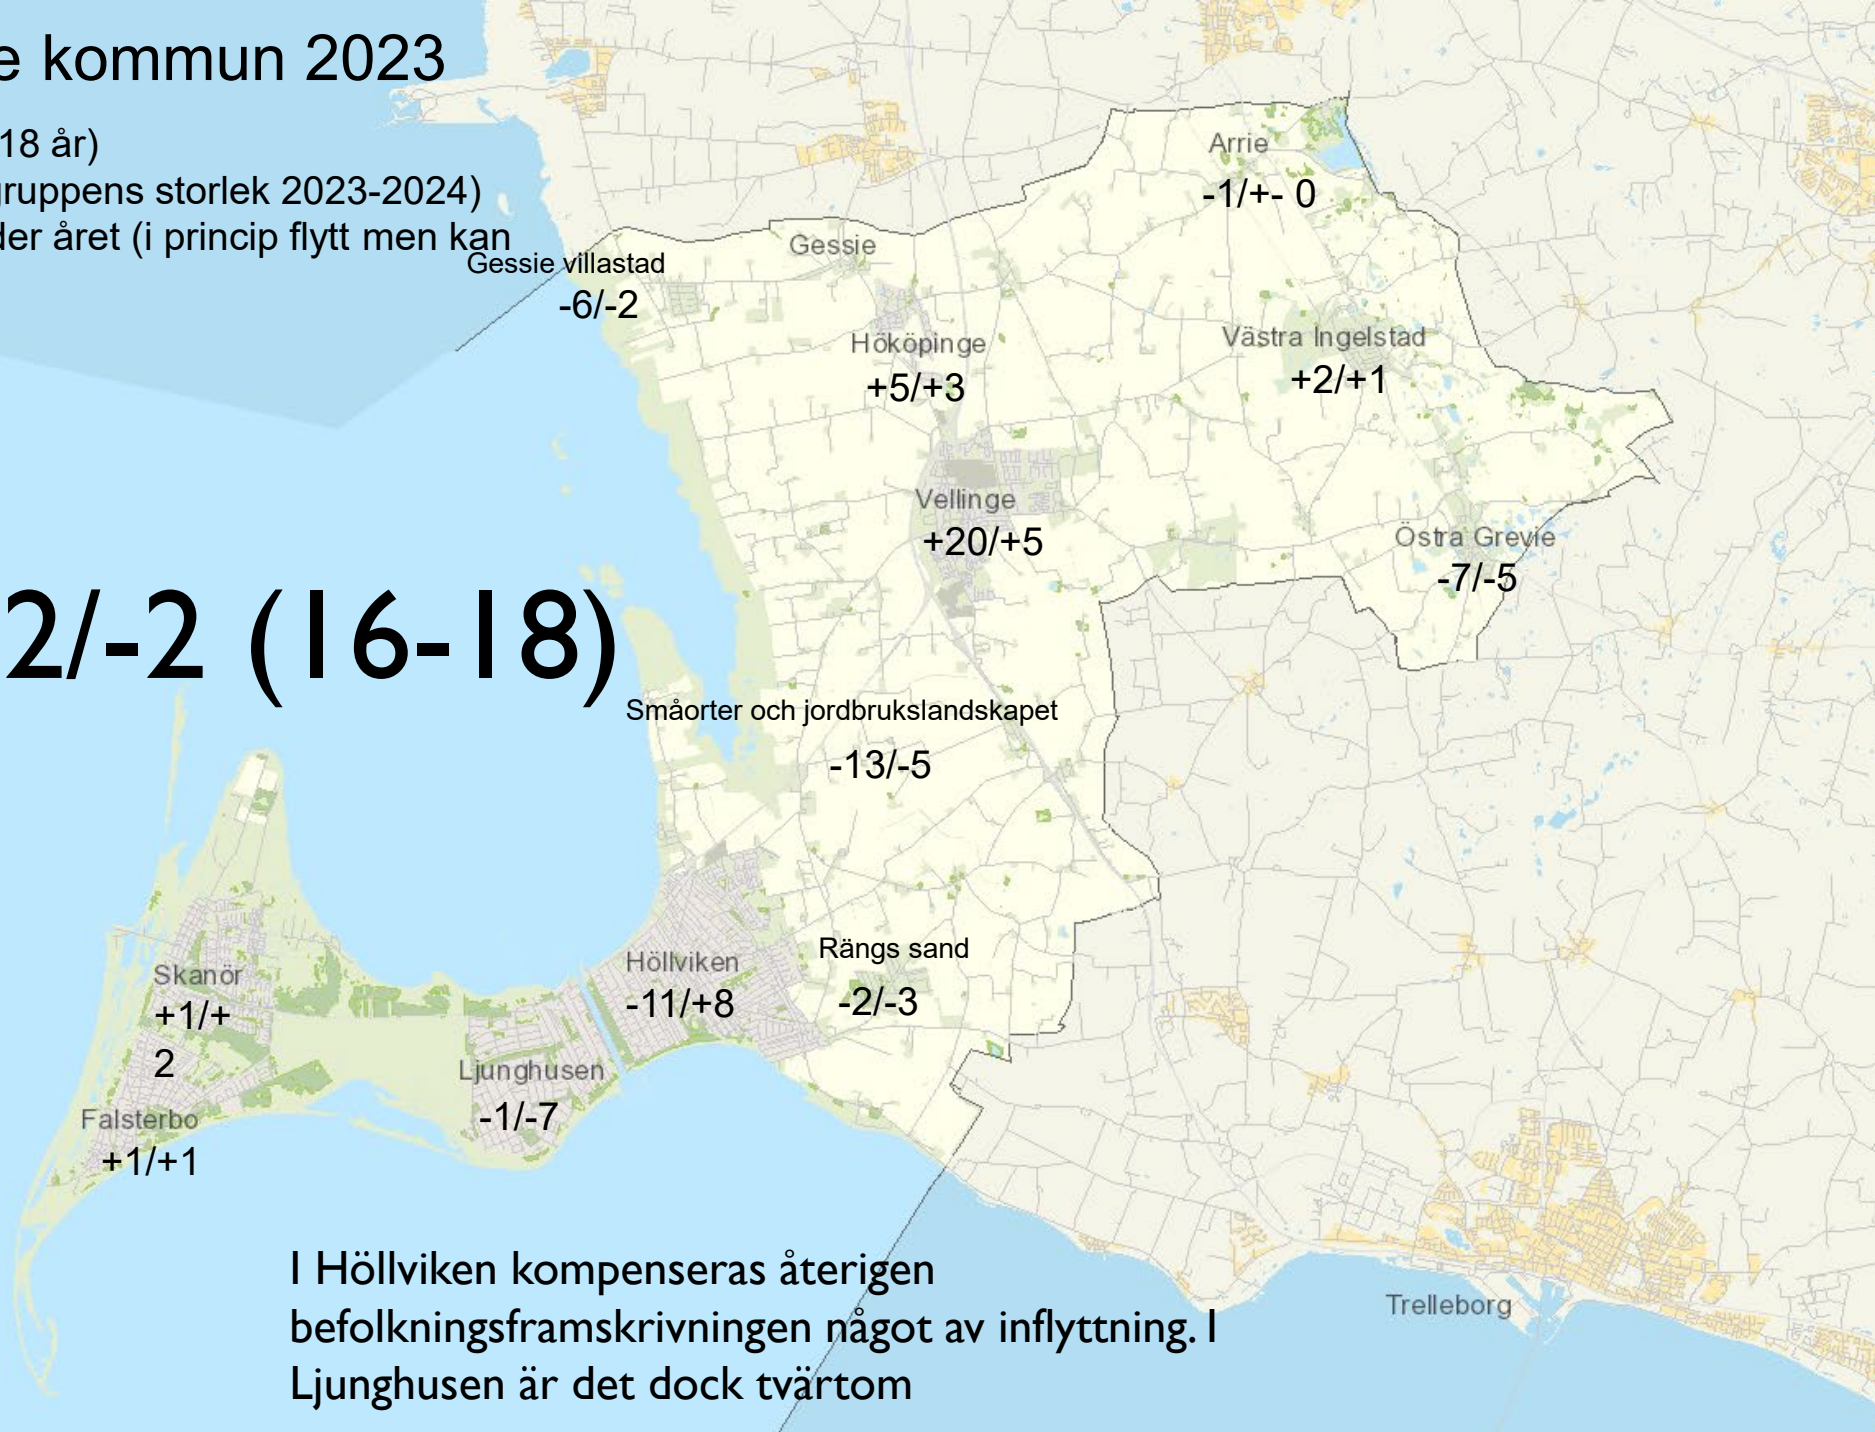 e kommun 2023
18 år)
gruppens storlek 2023-2024)
der året (i princip flytt men kan
Gessie villastad
-6/-2
Gessie
Arrie
-1/+- 0
Hököpinge
+5/+3
Västra Ingelstad
+2/+1
Vellinge
+20/+5
Östra Grevie
-7/-5
2/-2 (16-18)
Småorter och jordbrukslandskapet
-13/-5
Rängs sand
-2/-3
Höllviken
-11/+8
Skanör
+1/+
2
Ljunghusen
-1/-7
Falsterbo
+1/+1
I Höllviken kompenseras återigen
befolkningsframskrivningen något av inflyttning. I
Ljunghusen är det dock tvärtom
Trelleborg